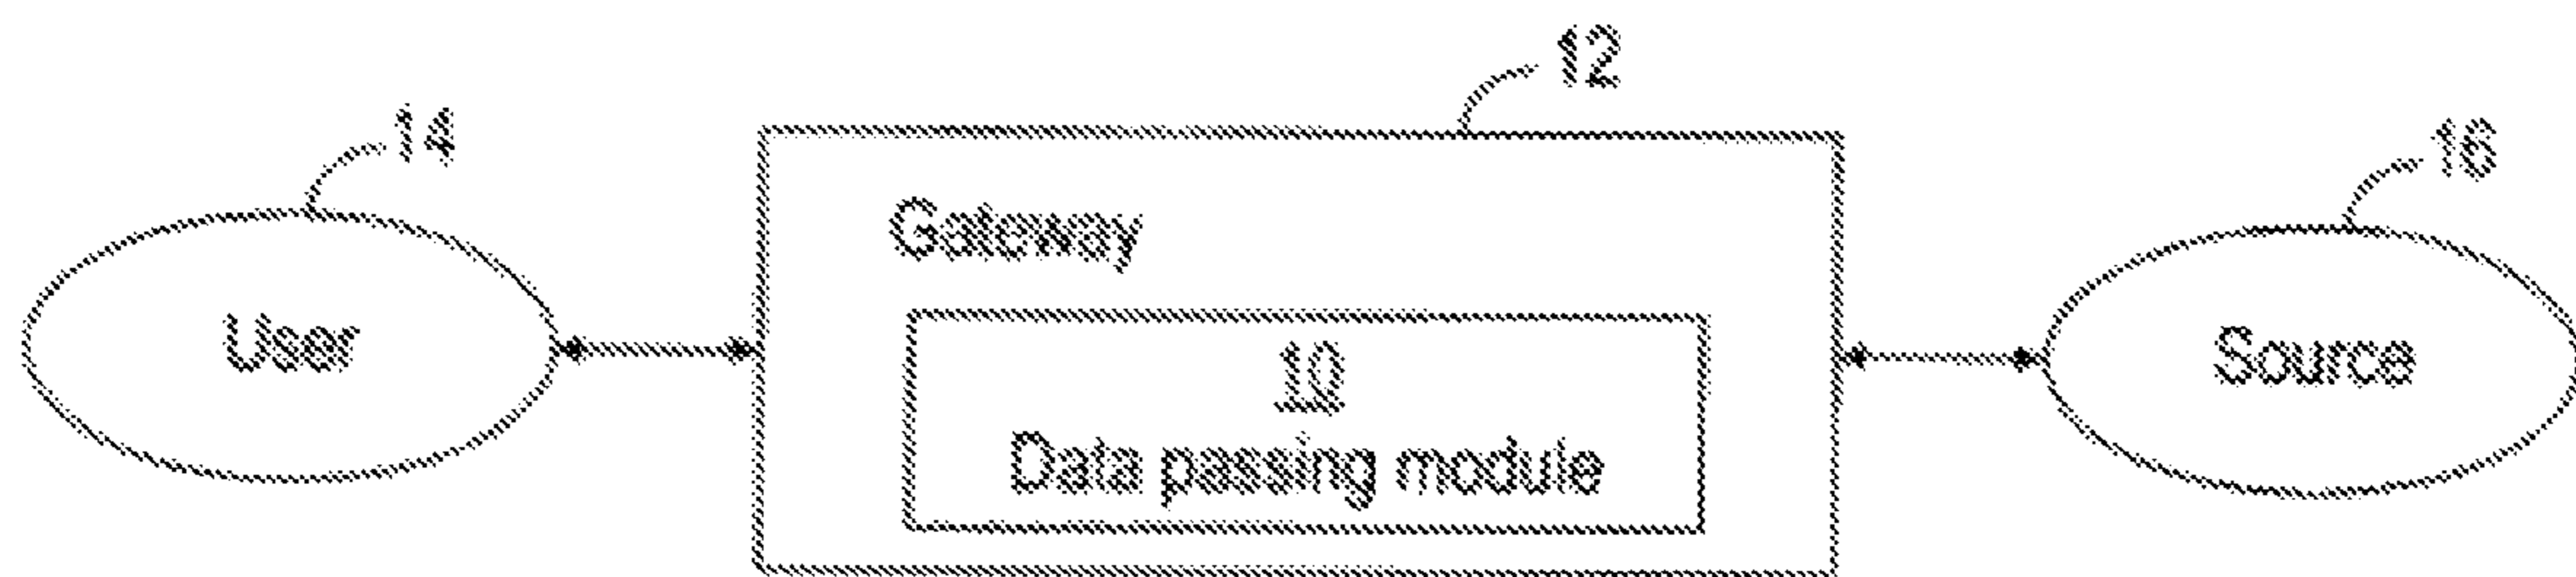 12
14
16
Gateway
User
10
Source
Data passing module